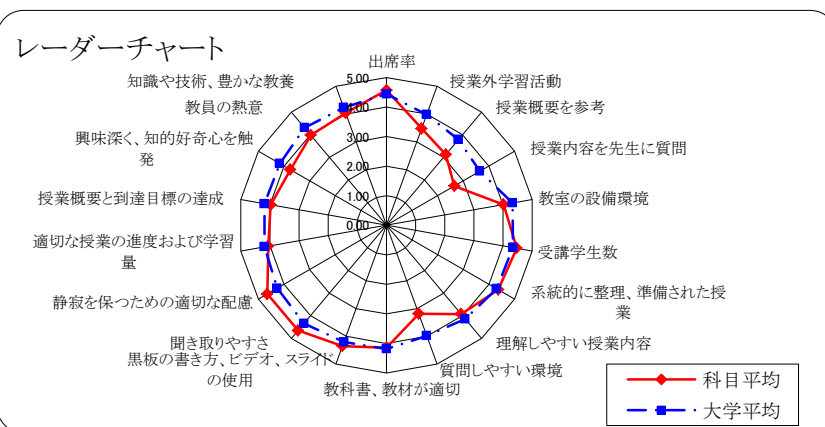 レーダーチャート
出席率
授業外学習活動
授業概要を参考
授業内容を先生に質問
教室の設備環境
受講学生数
系統的に整理、準備された授
業
理解しやすい授業内容
質問しやすい環境
教科書、教材が適切
黒板の書き方、ビデオ、スライド
の使用
聞き取りやすさ
静寂を保つための適切な配慮
適切な授業の進度および学習
量
授業概要と到達目標の達成
興味深く、知的好奇心を触
発
教員の熱意
知識や技術、豊かな教養
5.00
4.00
3.00
2.00
1.00
0.00
科目平均
大学平均